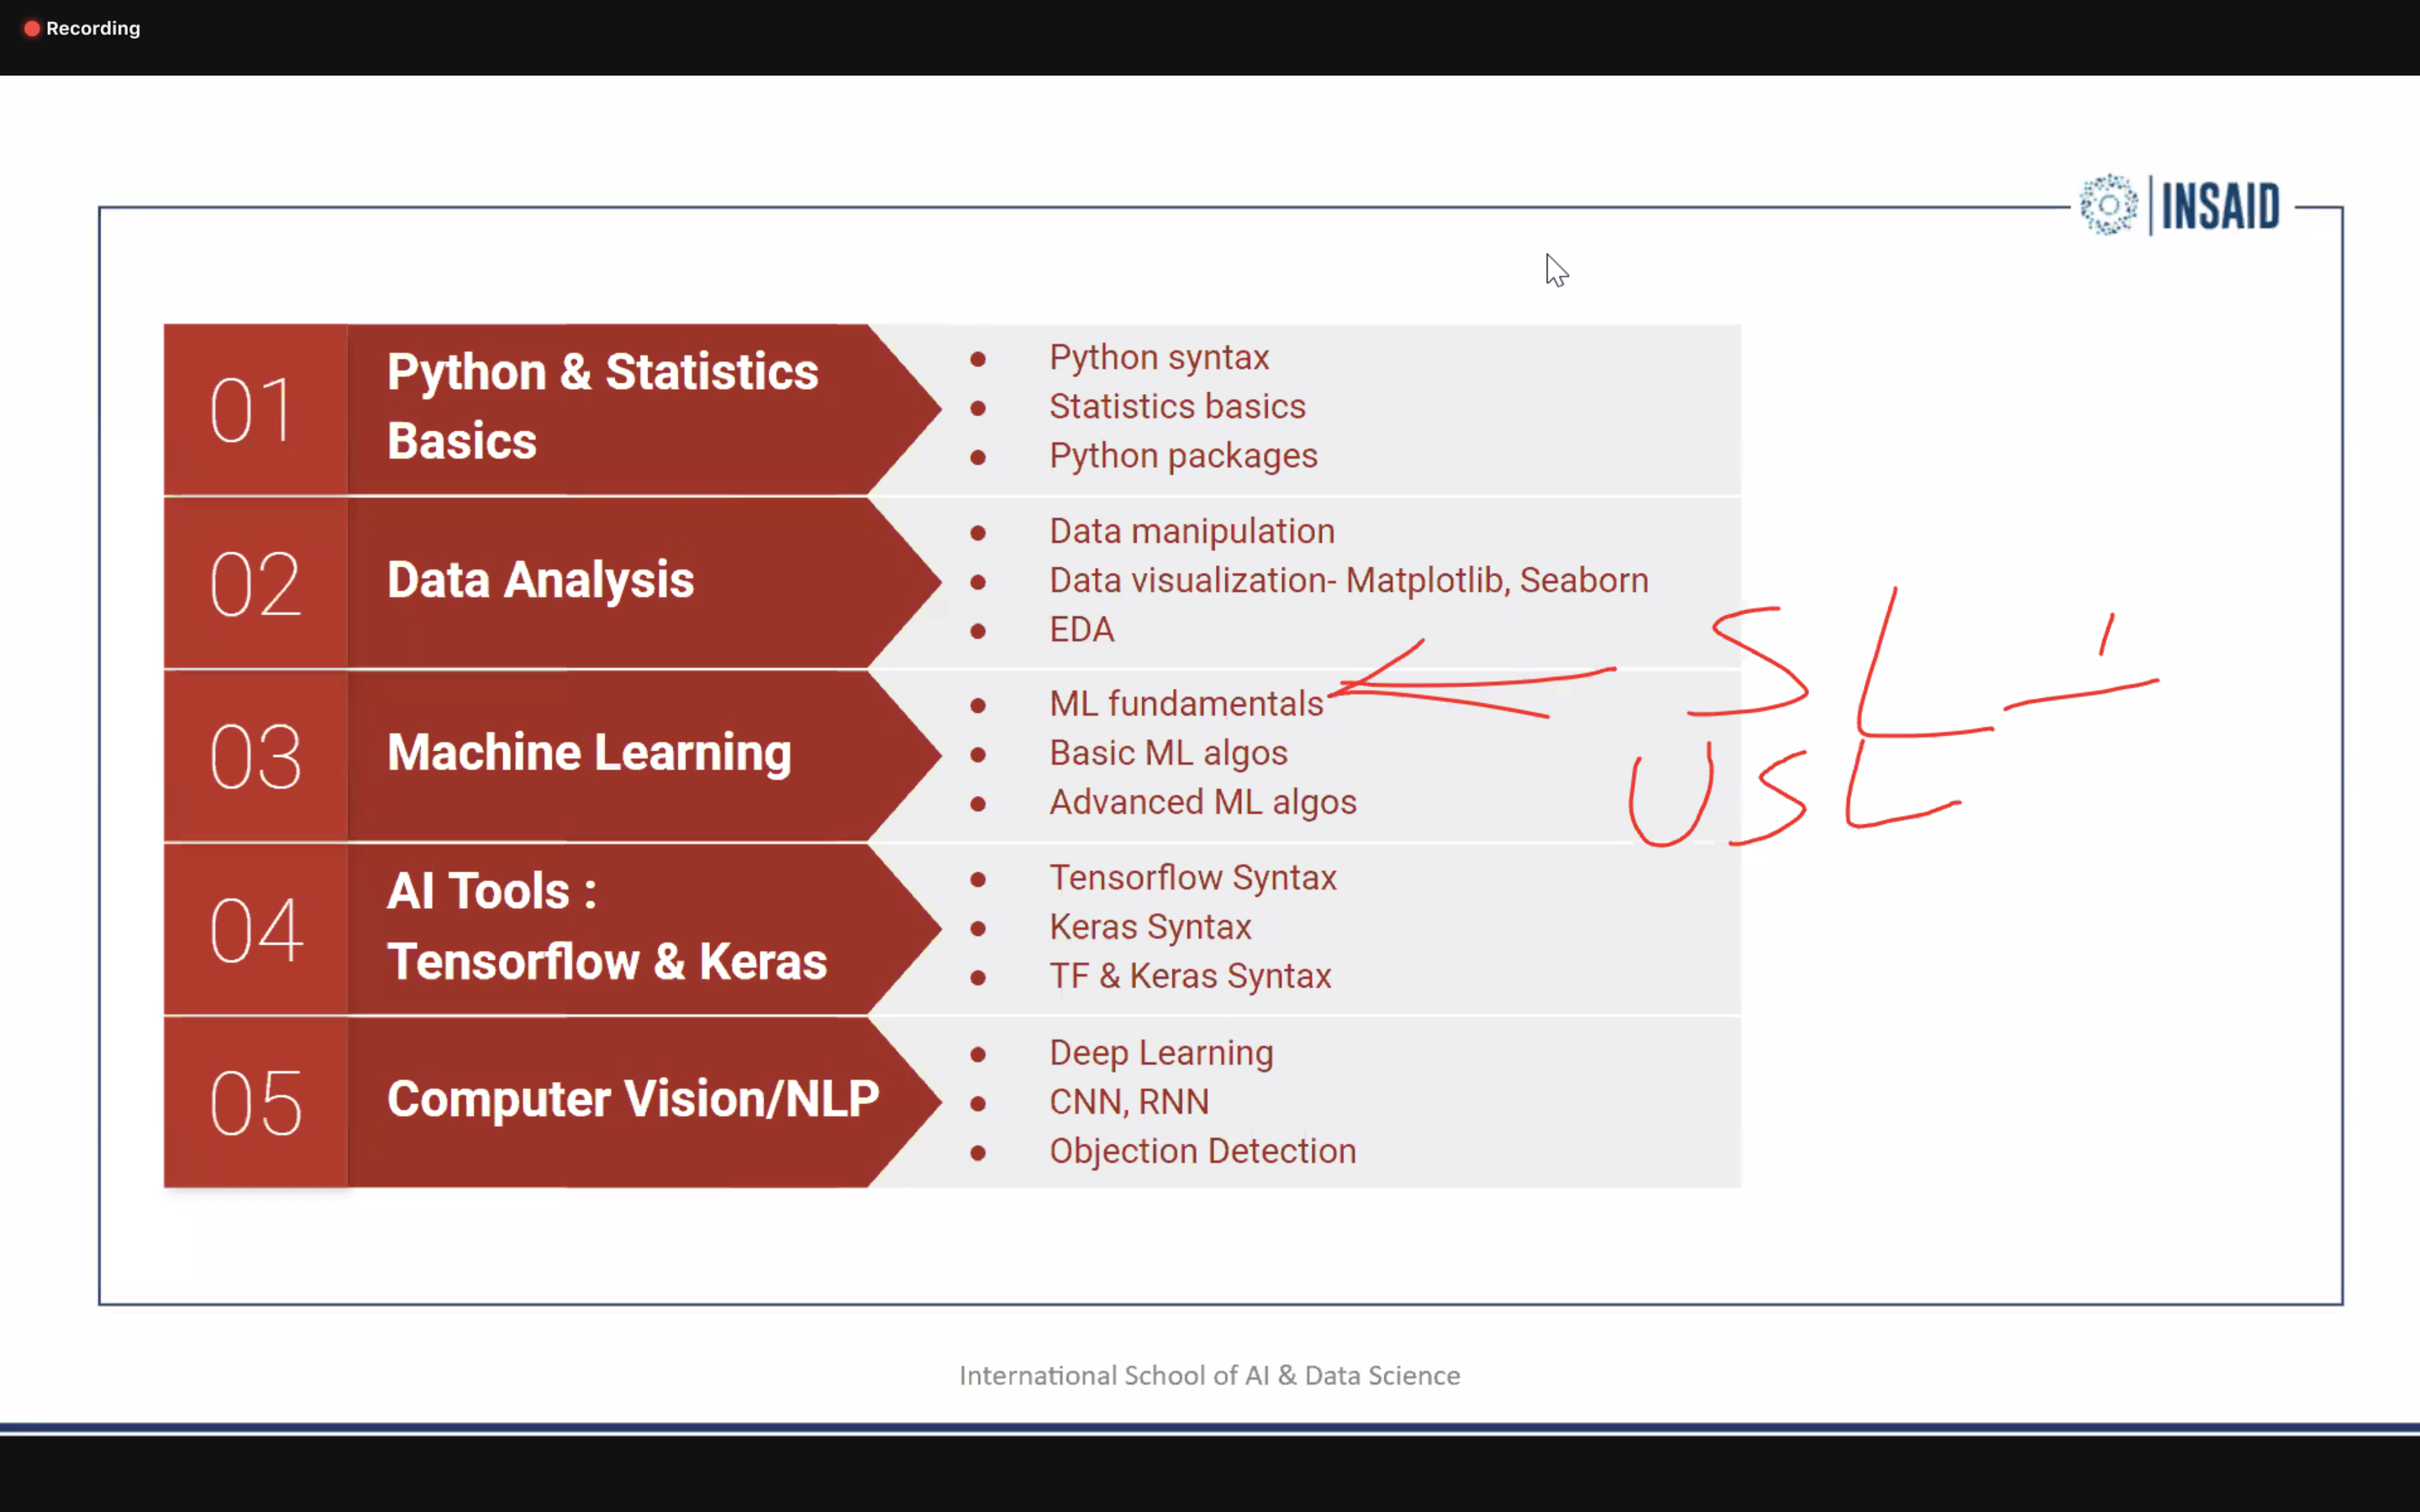 Recording
INSAID
01
Python & Statistics
Basics
• Python syntax
• Statistics basics
• Python packages
02
Data Analysis
• Data manipulation
• Data visualization- Matplotlib, Seaborn
• EDA
03
Machine Learning
• ML fundamentals
• Basic ML algos
• Advanced ML algos
SL
USL
04
AI Tools :
Tensorflow & Keras
• Tensorflow Syntax
• Keras Syntax
• TF & Keras Syntax
05
Computer Vision/NLP
• Deep Learning
• CNN, RNN
• Objection Detection
International School of AI & Data Science